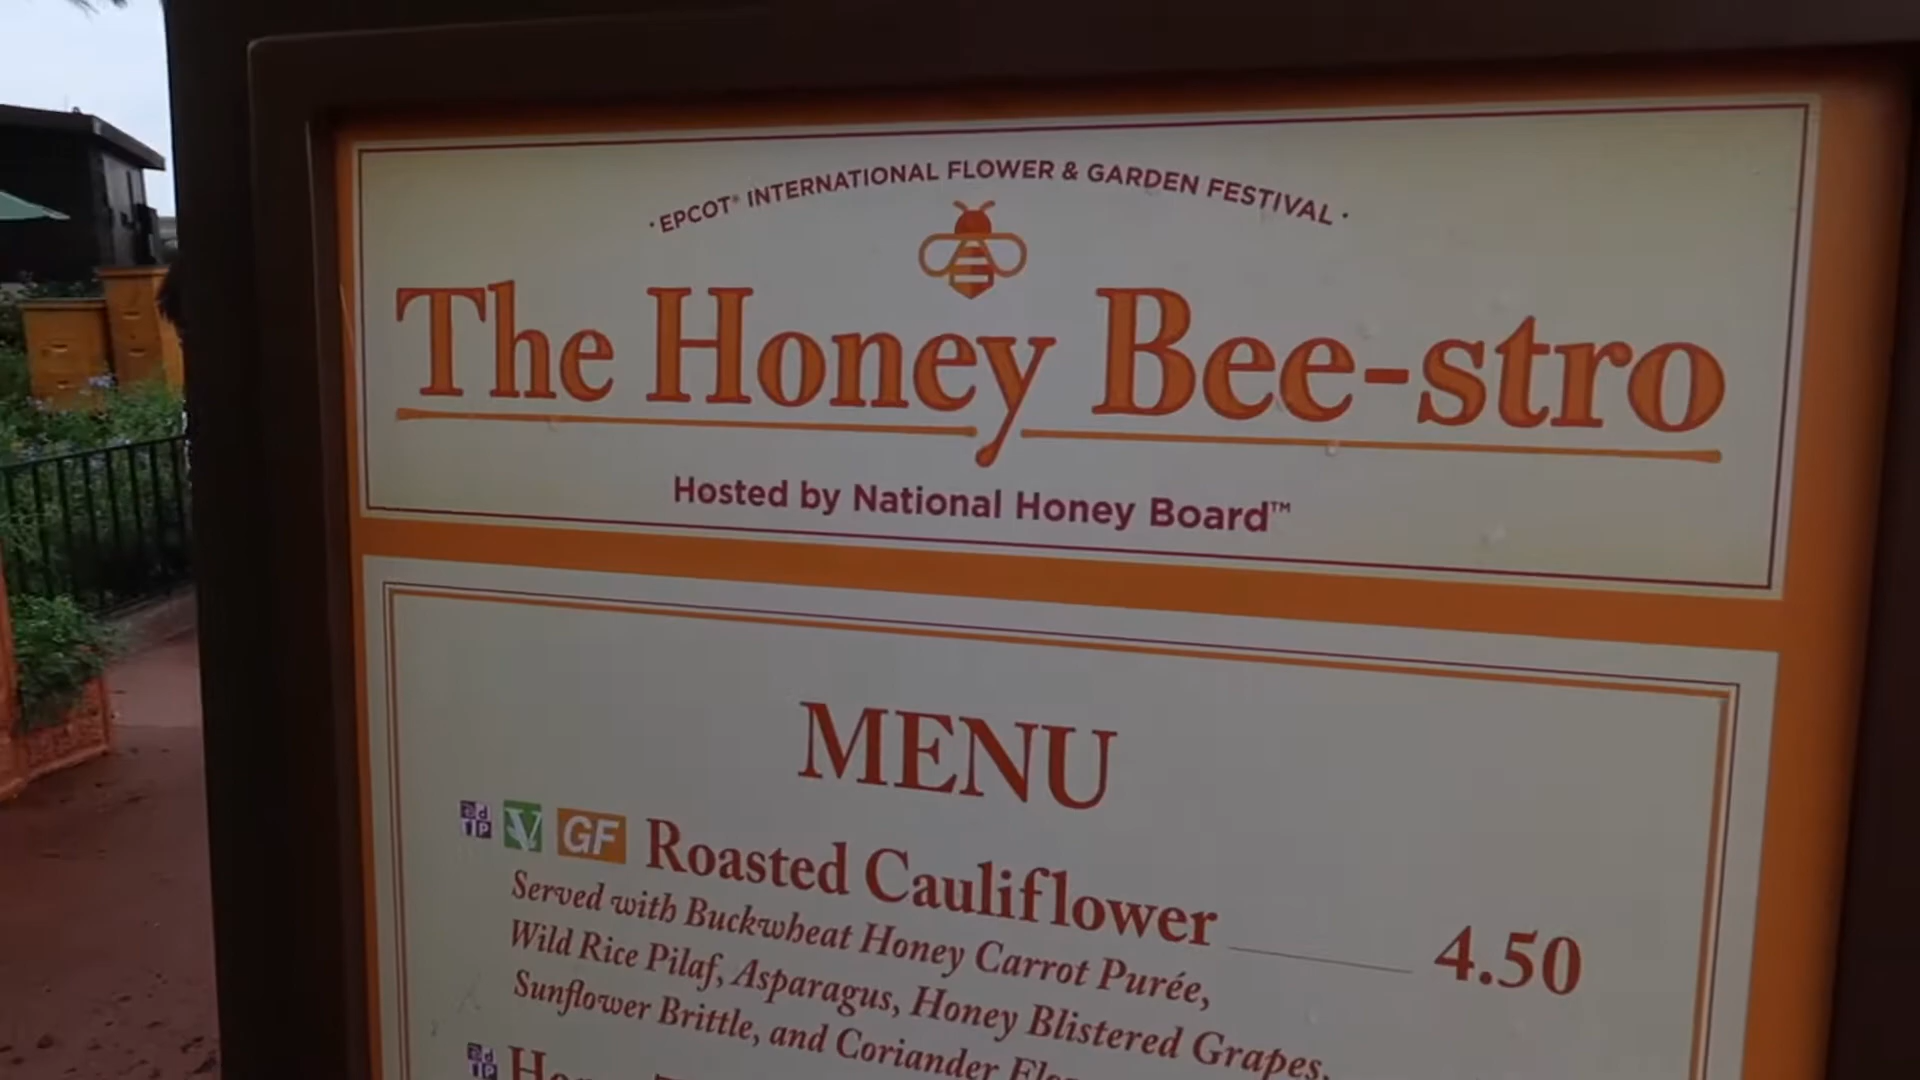 · EPCOT® INTERNATIONAL FLOWER & GARDEN FESTIVAL ·
The Honey Bee-stro
Hosted by National Honey Board™
MENU
V GF Roasted Cauliflower 4.50
Served with Buckwheat Honey Carrot Purée,
Wild Rice Pilaf, Asparagus, Honey Blistered Grapes,
Sunflower Brittle, and Coriander